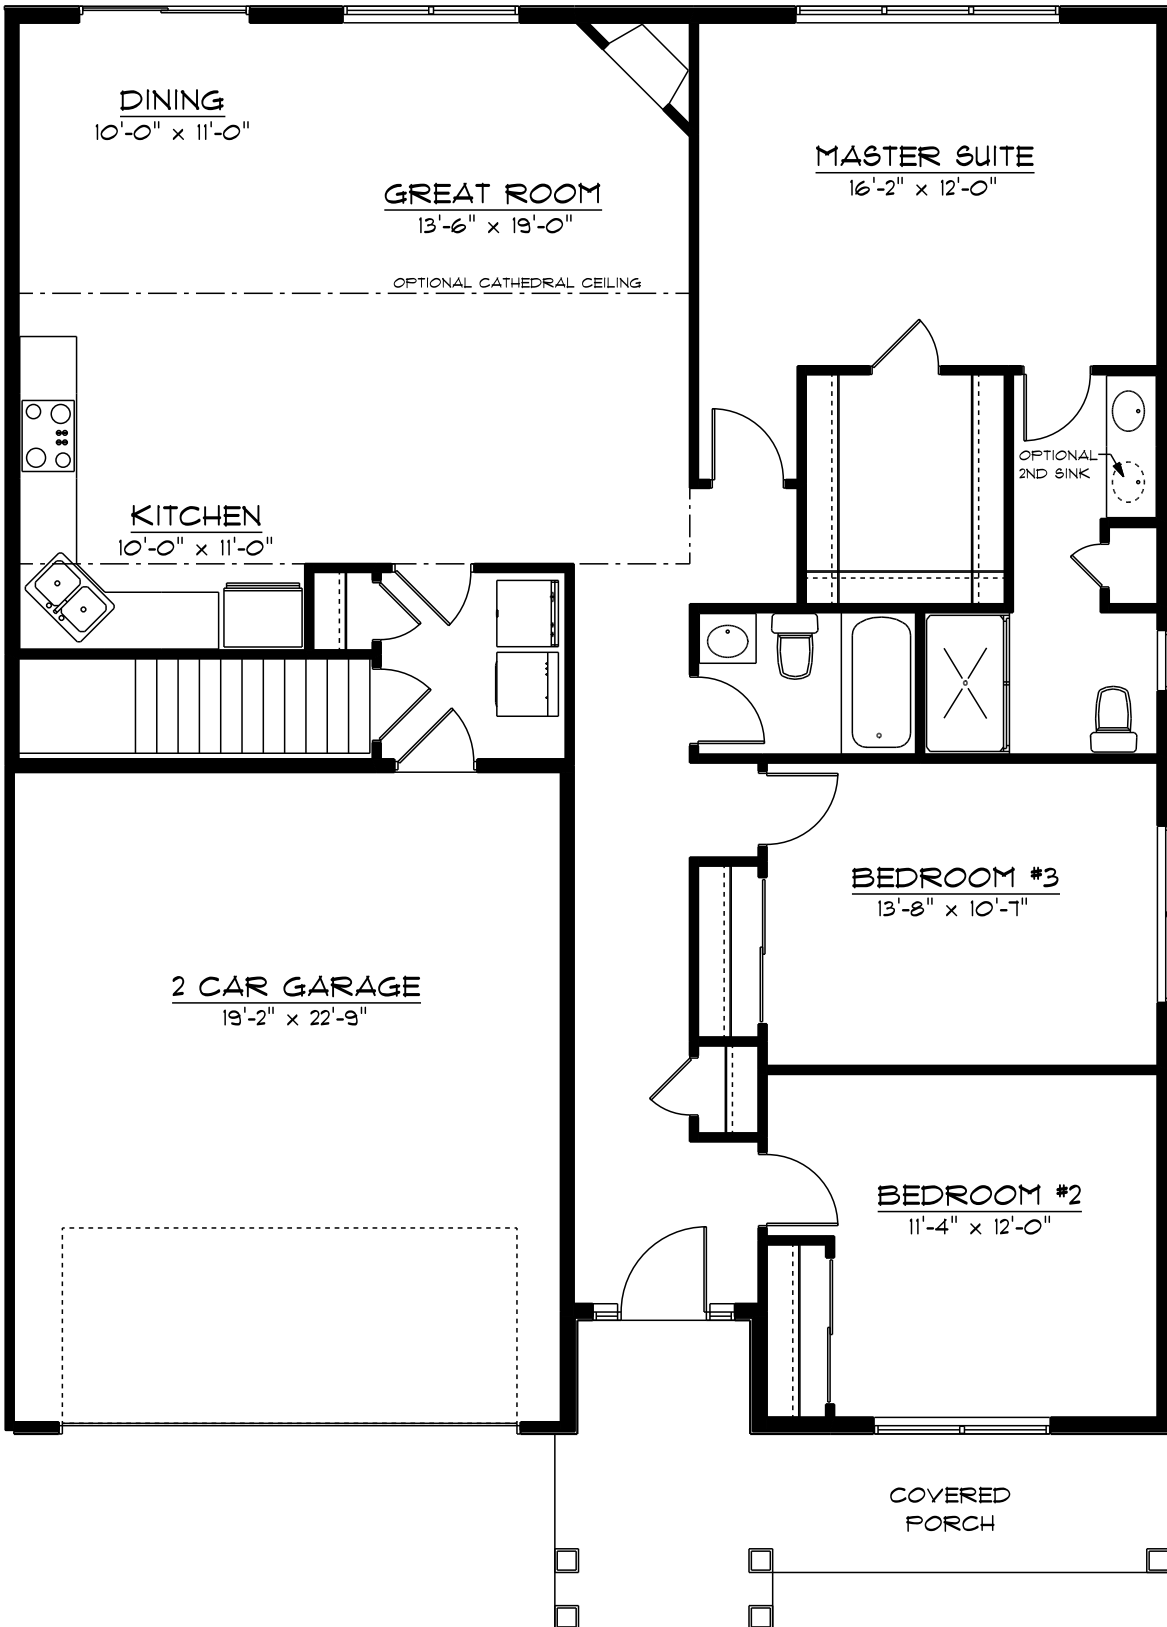 DINING
10'-0" x 11'-0"
GREAT ROOM
13'-6" x 19'-0"
MASTER SUITE
16'-2" x 12'-0"
OPTIONAL CATHEDRAL CEILING
OPTIONAL
2ND SINK
KITCHEN
10'-0" x 11'-0"
BEDROOM #3
13'-8" x 10'-7"
2 CAR GARAGE
19'-2" x 22'-9"
BEDROOM #2
11'-4" x 12'-0"
COVERED
PORCH